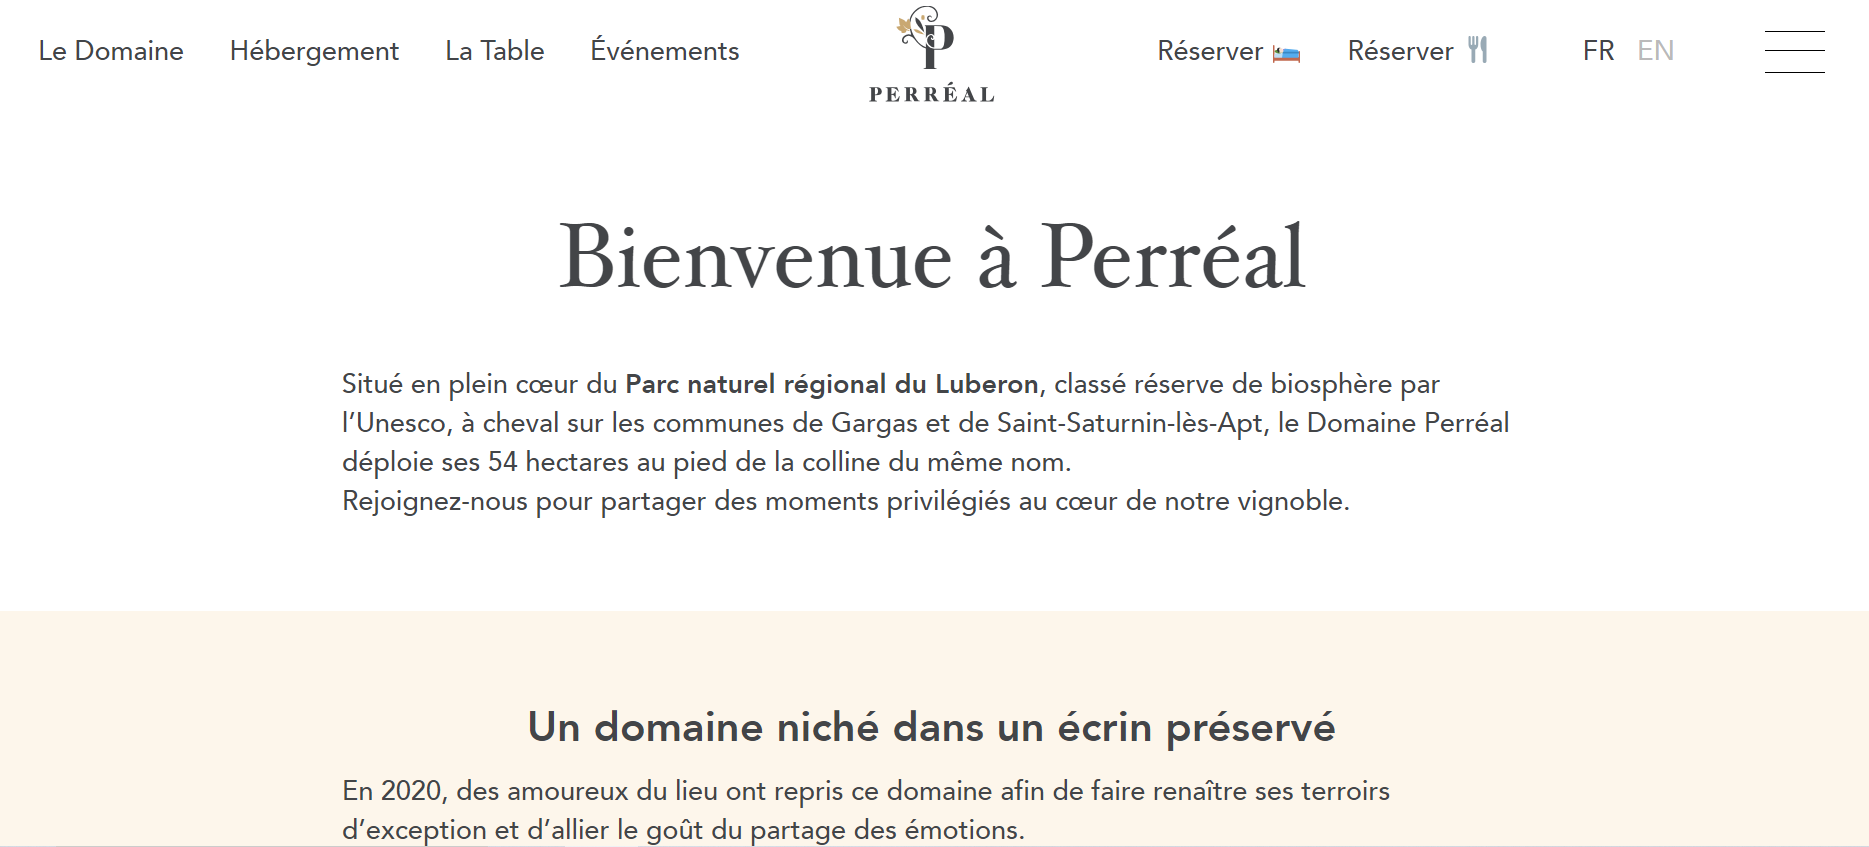 Le Domaine Hébergement La Table Événements
P
PERRÉAL
Réserver Réserver FR EN
Bienvenue à Perréal
Situé en plein cœur du Parc naturel régional du Luberon, classé réserve de biosphère par
l’Unesco, à cheval sur les communes de Gargas et de Saint-Saturnin-lès-Apt, le Domaine Perréal
déploie ses 54 hectares au pied de la colline du même nom.
Rejoignez-nous pour partager des moments privilégiés au cœur de notre vignoble.
Un domaine niché dans un écrin préservé
En 2020, des amoureux du lieu ont repris ce domaine afin de faire renaître ses terroirs
d’exception et d’allier le goût du partage des émotions.